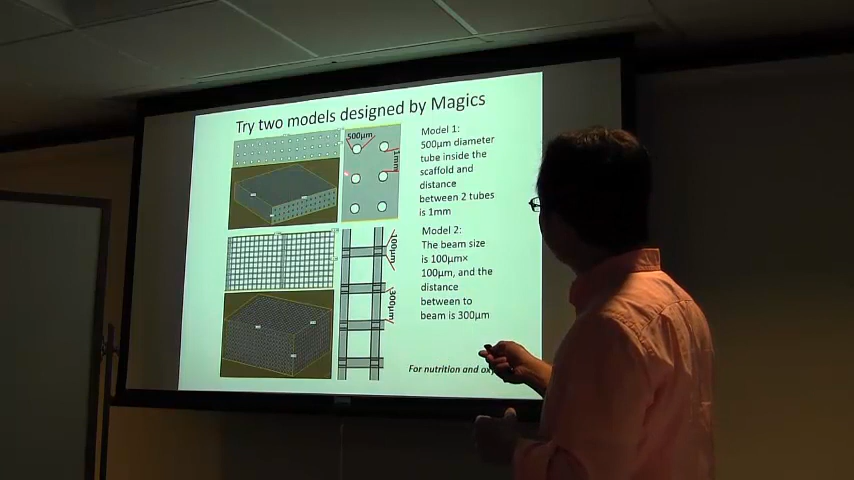 Try two models designed by Magics
500μm
1mm
Model 1:
500μm diameter
tube inside the
scaffold and
distance
between 2 tubes
is 1mm
100μm
300μm
Model 2:
The beam size
is 100μm×
100μm, and the
distance
between to
beam is 300μm
For nutrition and